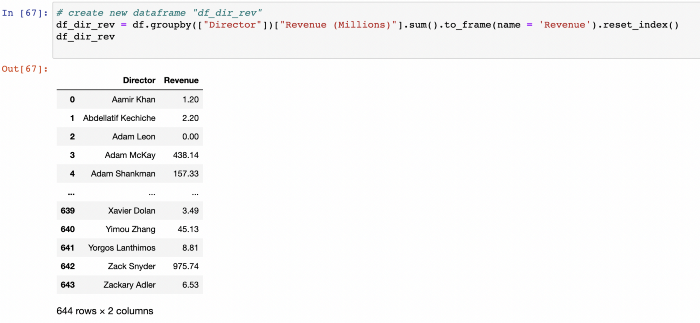 In [67]: # create new dataframe "df_dir_rev"
df_dir_rev = df.groupby(["Director"])["Revenue (Millions)"].sum().to_frame(name = 'Revenue').reset_index()
df_dir_rev
Out[67]:
Director Revenue
0 Aamir Khan 1.20
1 Abdellatif Kechiche 2.20
2 Adam Leon 0.00
3 Adam McKay 438.14
4 Adam Shankman 157.33
... ... ...
639 Xavier Dolan 3.49
640 Yimou Zhang 45.13
641 Yorgos Lanthimos 8.81
642 Zack Snyder 975.74
643 Zackary Adler 6.53
644 rows × 2 columns